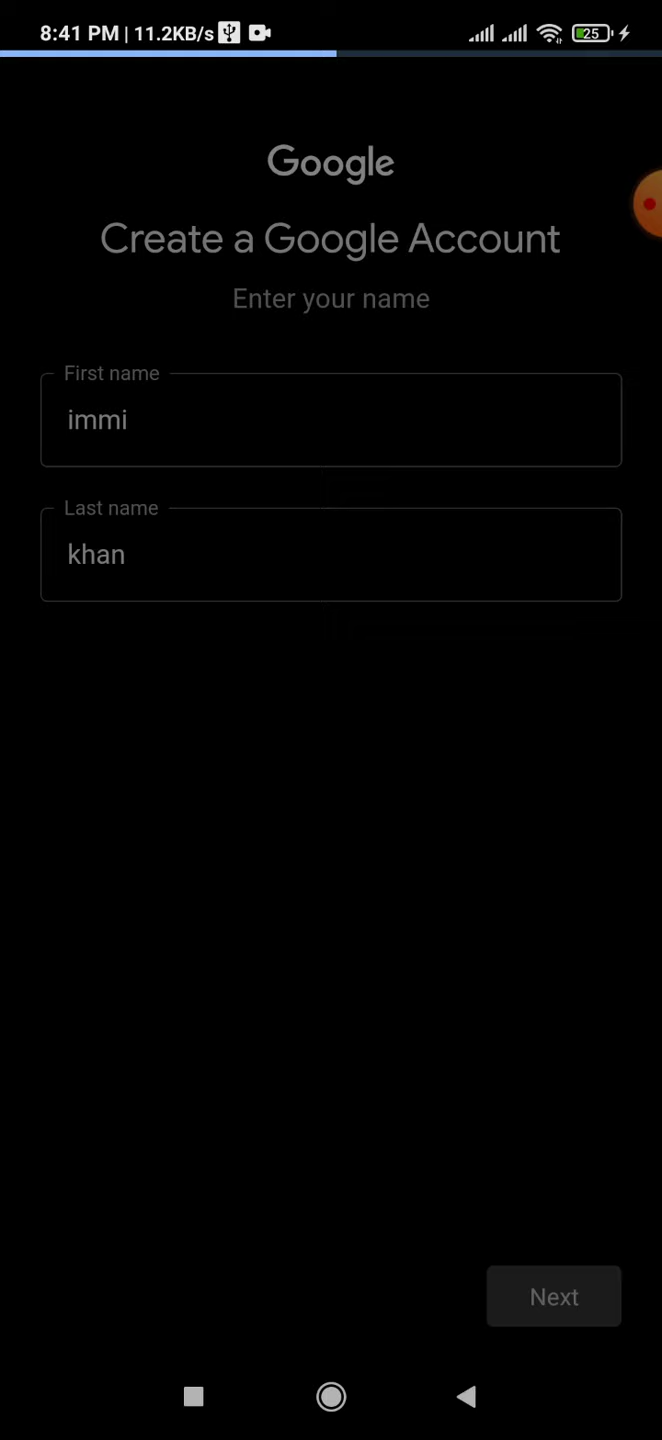 8:41 PM | 11.2KB/s 25
Google
Create a Google Account
Enter your name
First name
immi
Last name
khan
Next